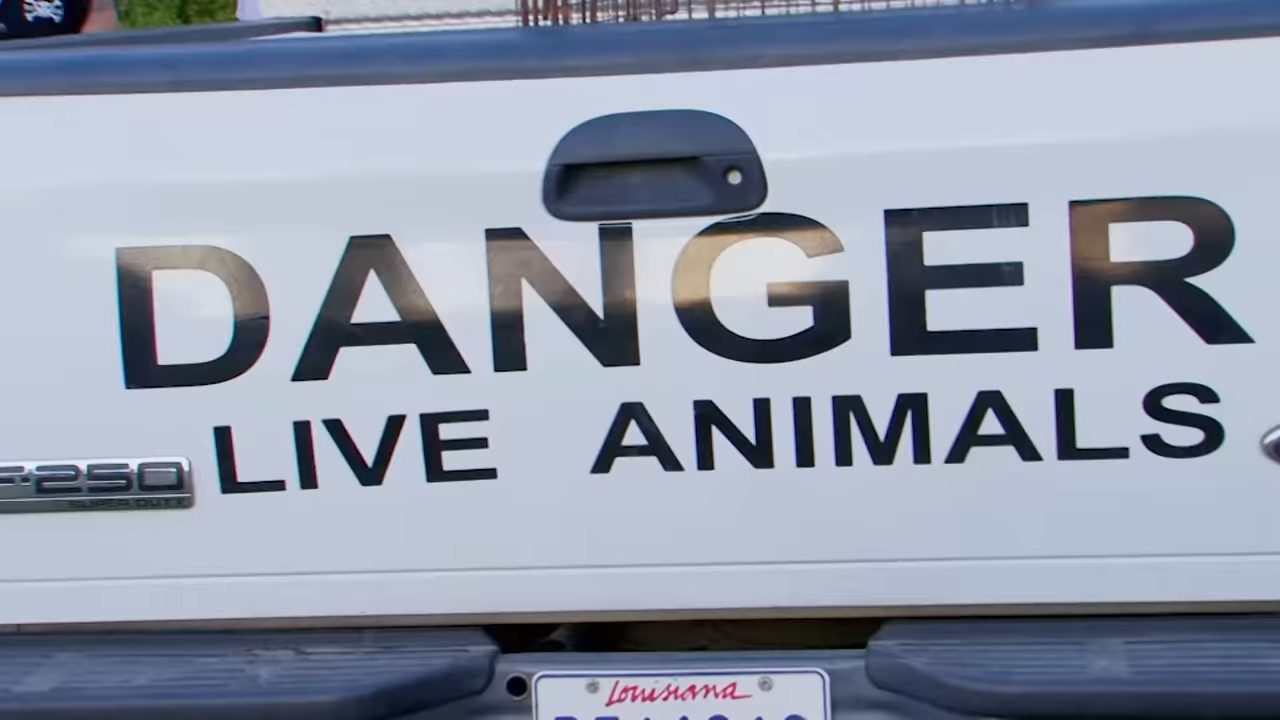 DANGER
LIVE ANIMALS
F-250
SUPER DUTY
Louisiana